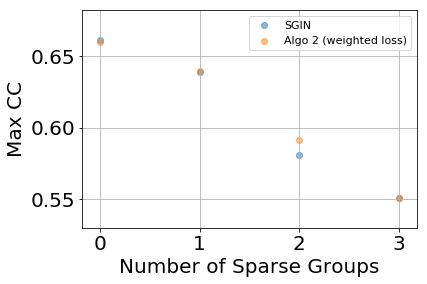 SGIN
Algo 2 (weighted loss)
Max CC
0.65
0.60
0.55
0 1 2 3
Number of Sparse Groups